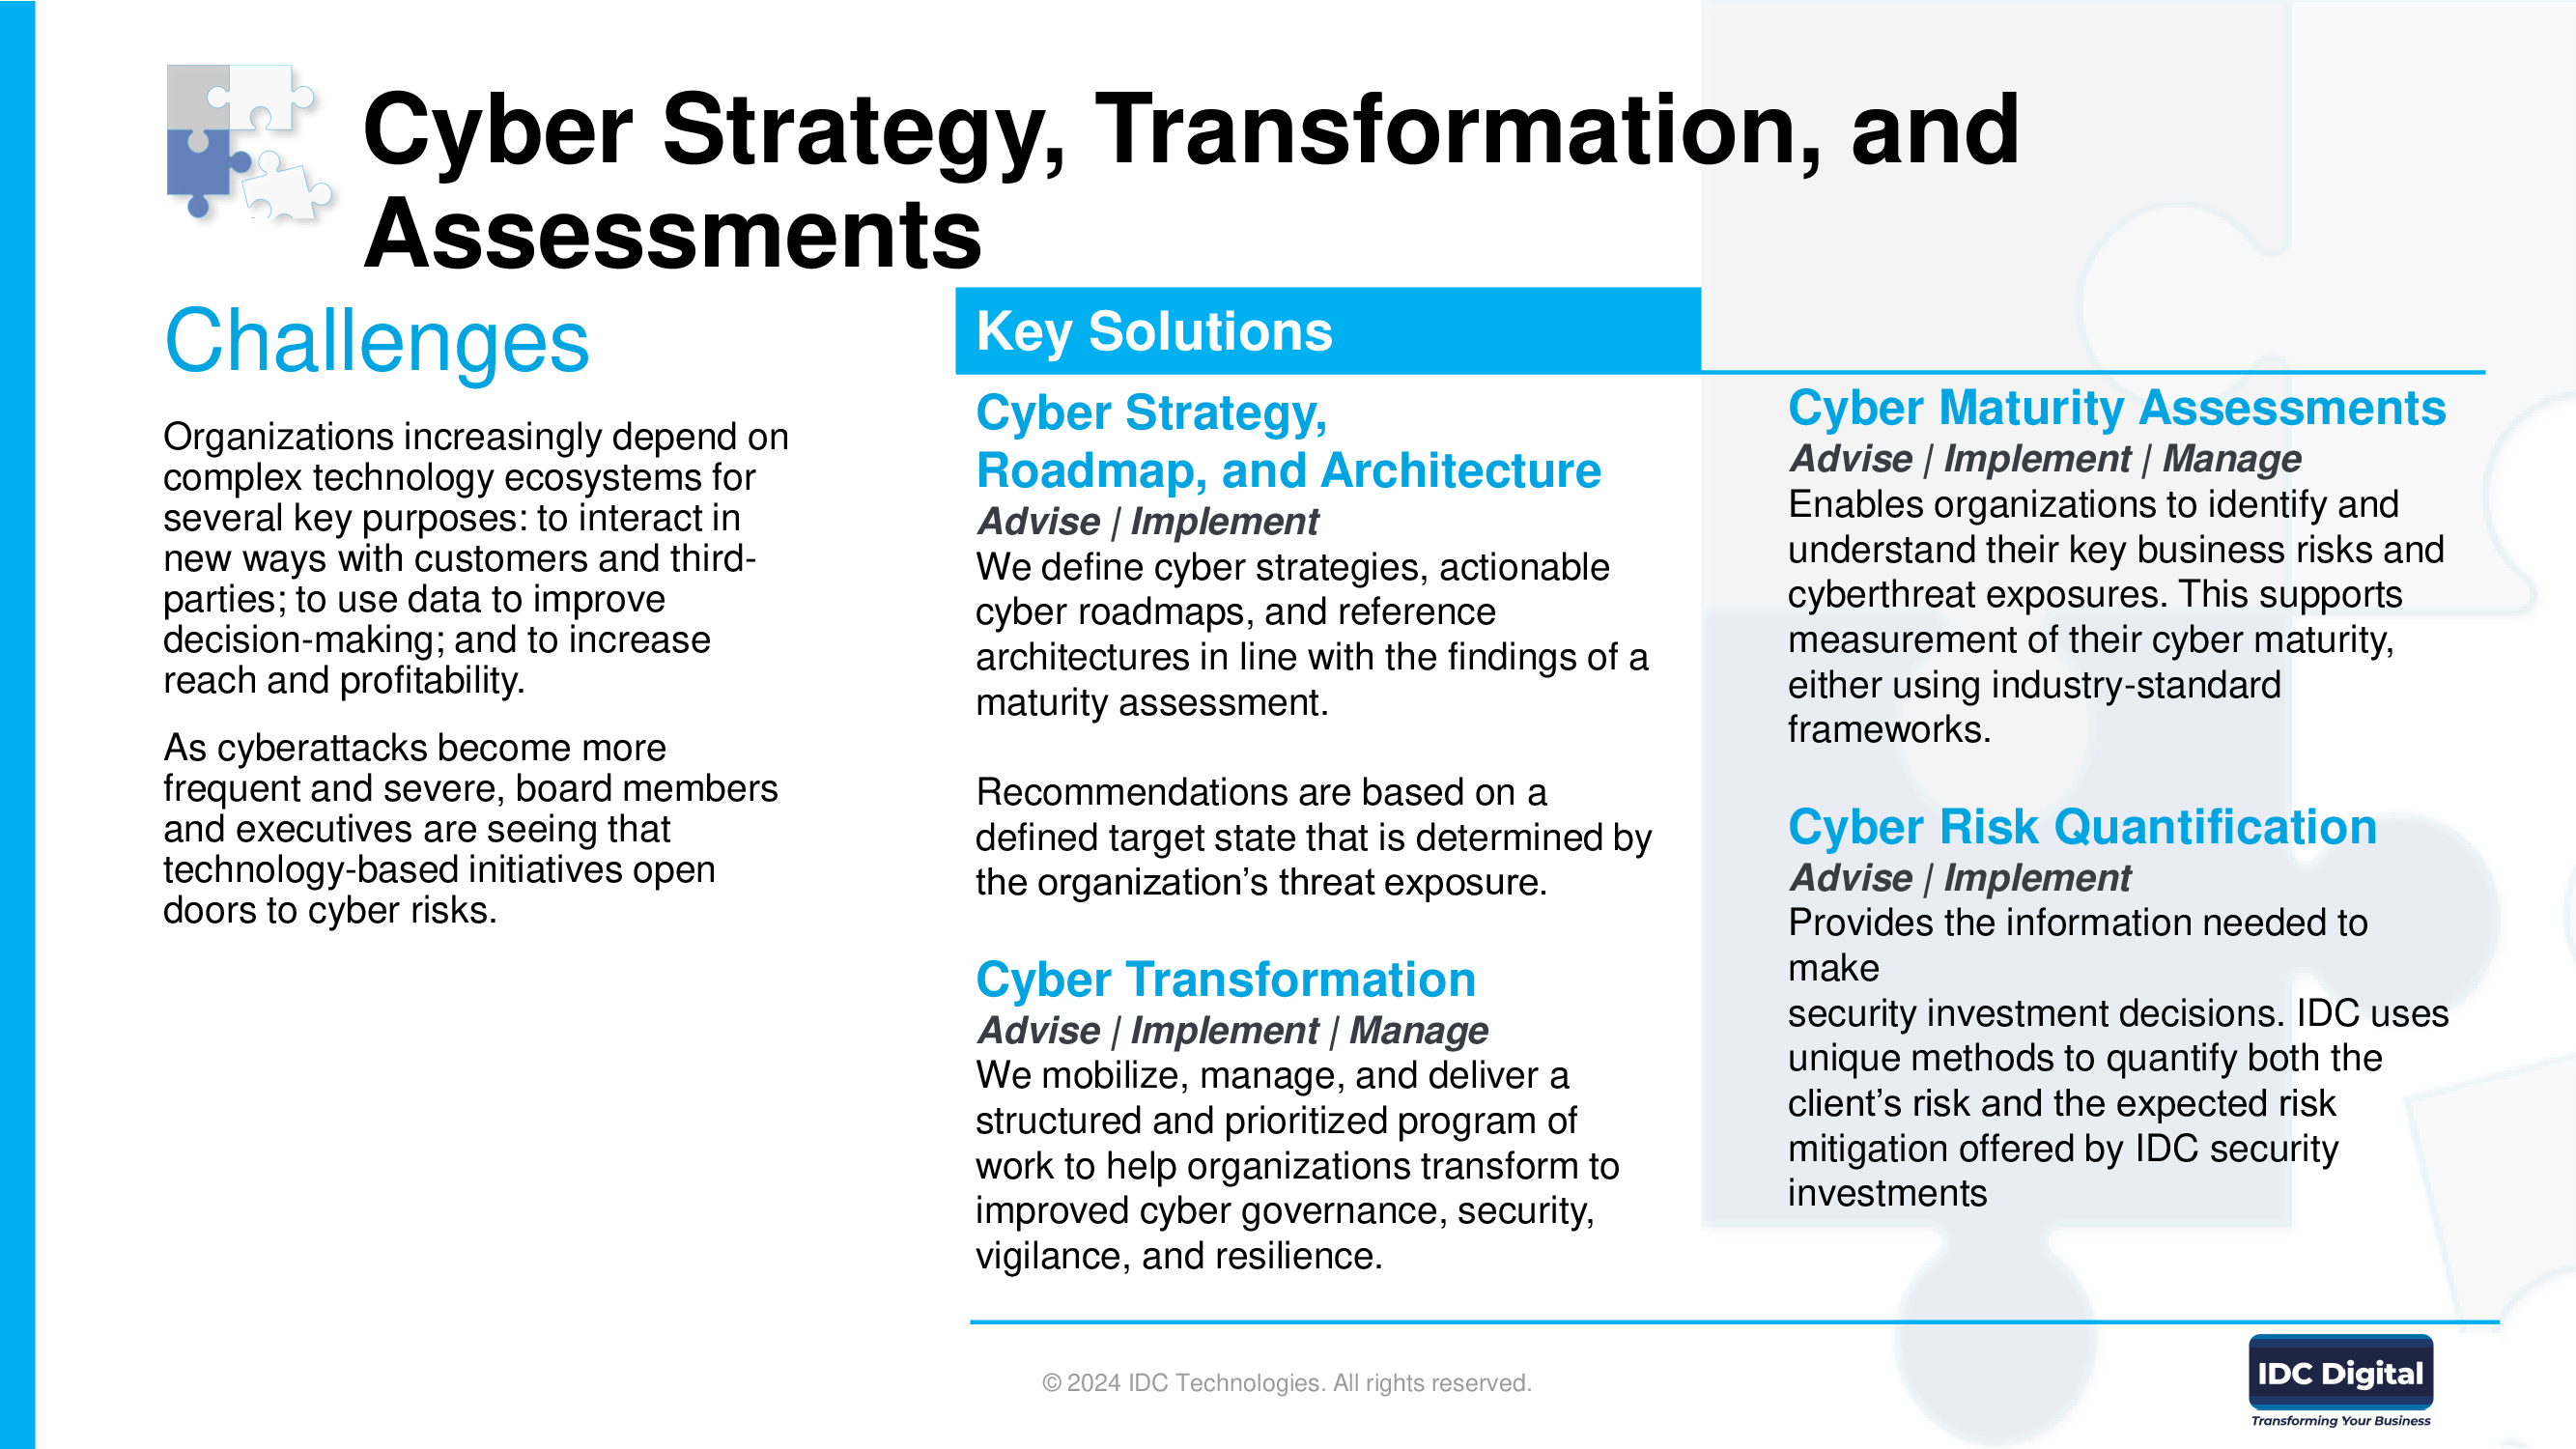 Cyber Strategy, Transformation, and
Assessments
Challenges
Organizations increasingly depend on
complex technology ecosystems for
several key purposes: to interact in
new ways with customers and third-
parties; to use data to improve
decision-making; and to increase
reach and profitability.
As cyberattacks become more
frequent and severe, board members
and executives are seeing that
technology-based initiatives open
doors to cyber risks.
Key Solutions
Cyber Strategy,
Roadmap, and Architecture
Advise | Implement
We define cyber strategies, actionable
cyber roadmaps, and reference
architectures in line with the findings of a
maturity assessment.
Recommendations are based on a
defined target state that is determined by
the organization’s threat exposure.
Cyber Transformation
Advise | Implement | Manage
We mobilize, manage, and deliver a
structured and prioritized program of
work to help organizations transform to
improved cyber governance, security,
vigilance, and resilience.
Cyber Maturity Assessments
Advise | Implement | Manage
Enables organizations to identify and
understand their key business risks and
cyberthreat exposures. This supports
measurement of their cyber maturity,
either using industry-standard
frameworks.
Cyber Risk Quantification
Advise | Implement
Provides the information needed to
make
security investment decisions. IDC uses
unique methods to quantify both the
client’s risk and the expected risk
mitigation offered by IDC security
investments
© 2024 IDC Technologies. All rights reserved.
IDC Digital
Transforming Your Business